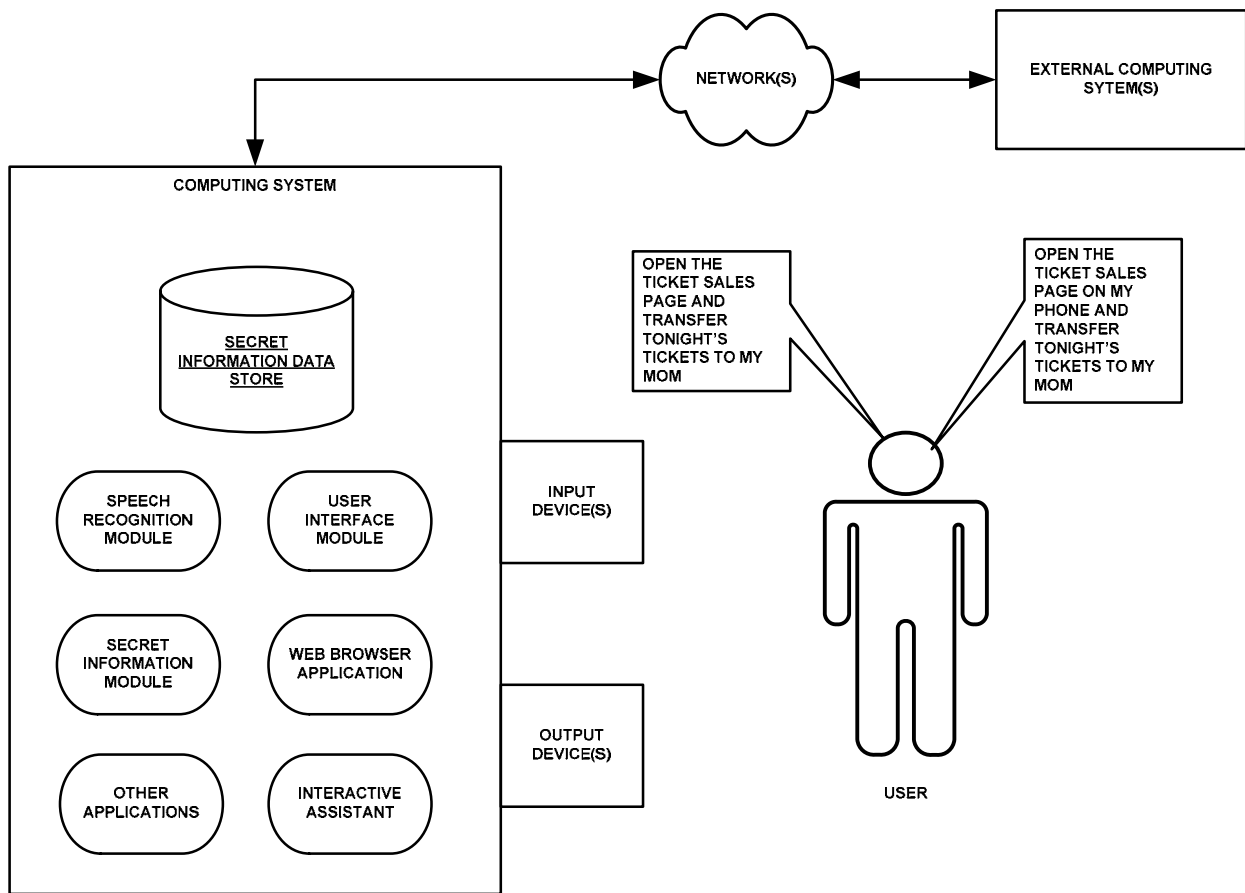 NETWORK(S)
EXTERNAL COMPUTING
SYTEM(S)
COMPUTING SYSTEM
SECRET
INFORMATION DATA
STORE
OPEN THE
TICKET SALES
PAGE AND
TRANSFER
TONIGHT'S
TICKETS TO MY
MOM
OPEN THE
TICKET SALES
PAGE ON MY
PHONE AND
TRANSFER
TONIGHT'S
TICKETS TO MY
MOM
SPEECH
RECOGNITION
MODULE
USER
INTERFACE
MODULE
INPUT
DEVICE(S)
SECRET
INFORMATION
MODULE
WEB BROWSER
APPLICATION
OUTPUT
DEVICE(S)
OTHER
APPLICATIONS
INTERACTIVE
ASSISTANT
USER